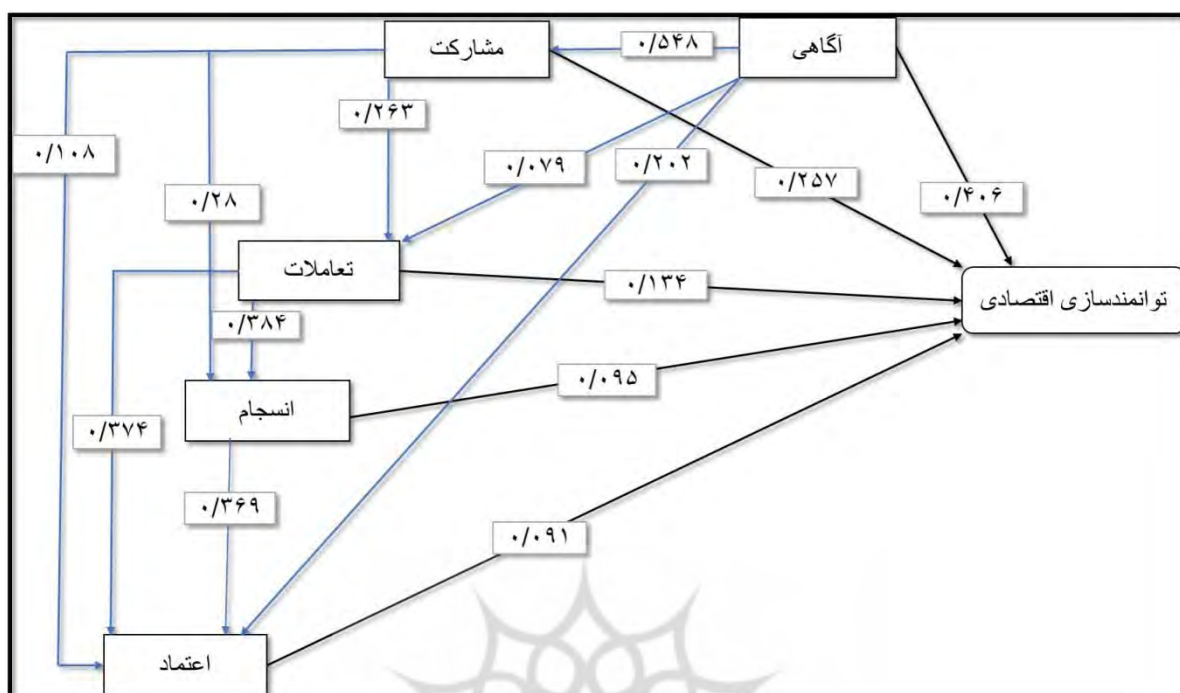 آگاهی
۰/۵۴۸
مشارکت
۰/۲۶۳
۰/۱۰۸
۰/۰۷۹
۰/۲۰۲
۰/۲۵۷
۰/۴۰۶
۰/۲۸
تعاملات
۰/۱۳۴
توانمندسازی اقتصادی
۰/۳۸۴
۰/۰۹۵
انسجام
۰/۳۷۴
۰/۳۶۹
۰/۰۹۱
اعتماد